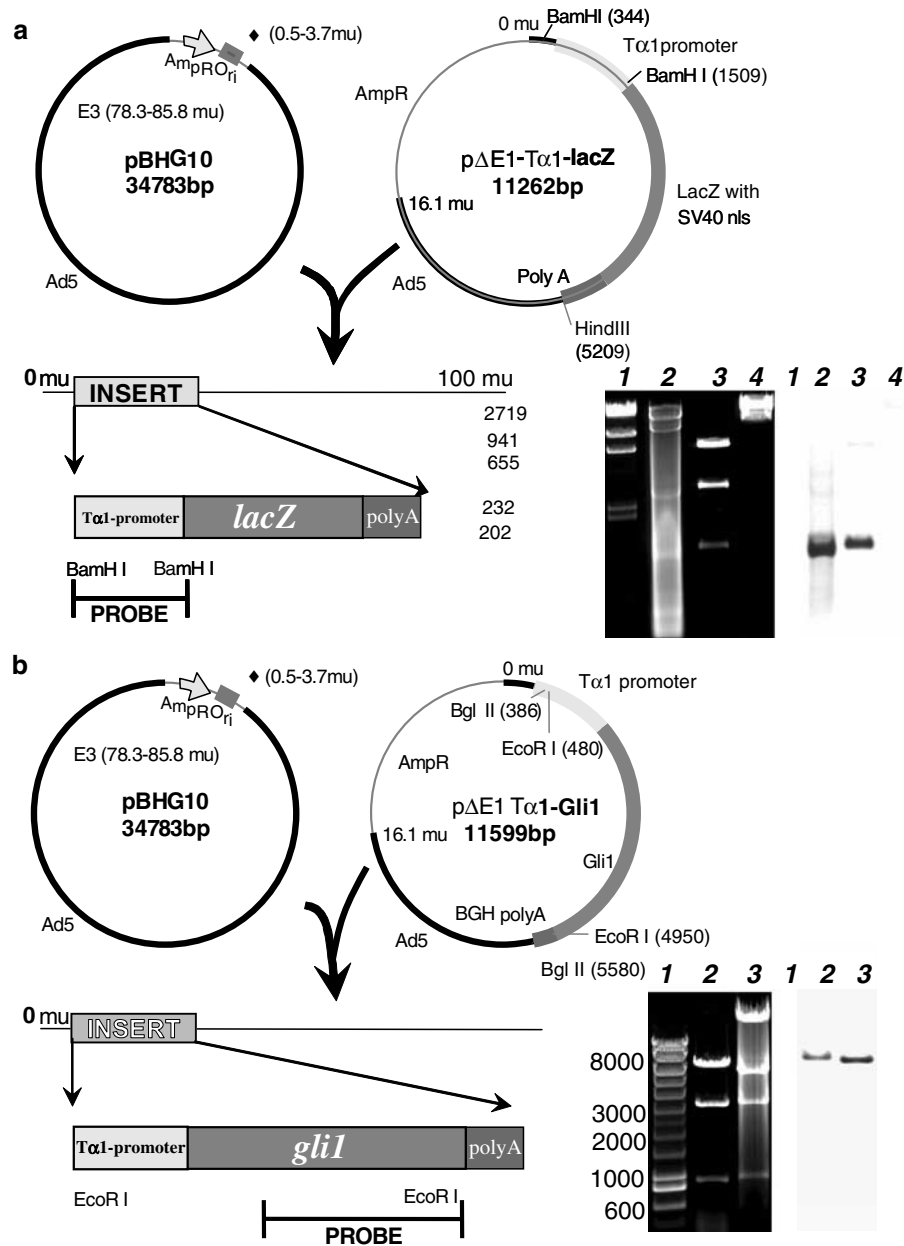 a
♦ (0.5-3.7mu)
AmpROri
E3 (78.3-85.8 mu)
pBHG10
34783bp
Ad5
0 mu
BamHI (344)
Tα1promoter
BamH I (1509)
AmpR
pΔE1-Tα1-lacZ
11262bp
16.1 mu
LacZ with
SV40 nls
Ad5
Poly A
HindIII
(5209)
0 mu
INSERT
100 mu
2719
941
655
232
202
Tα1-promoter
lacZ
polyA
BamH I
BamH I
PROBE
1 2 3 4 1 2 3 4
b
♦ (0.5-3.7mu)
AmpROri
E3 (78.3-85.8 mu)
pBHG10
34783bp
Ad5
0 mu
Tα1 promoter
Bgl II (386)
EcoR I (480)
AmpR
pΔE1 Tα1-Gli1
11599bp
16.1 mu
Gli1
BGH polyA
Ad5
EcoR I (4950)
Bgl II (5580)
0 mu
INSERT
Tα1-promoter
gli1
polyA
EcoR I
EcoR I
PROBE
1 2 3 1 2 3
8000
3000
2000
1000
600